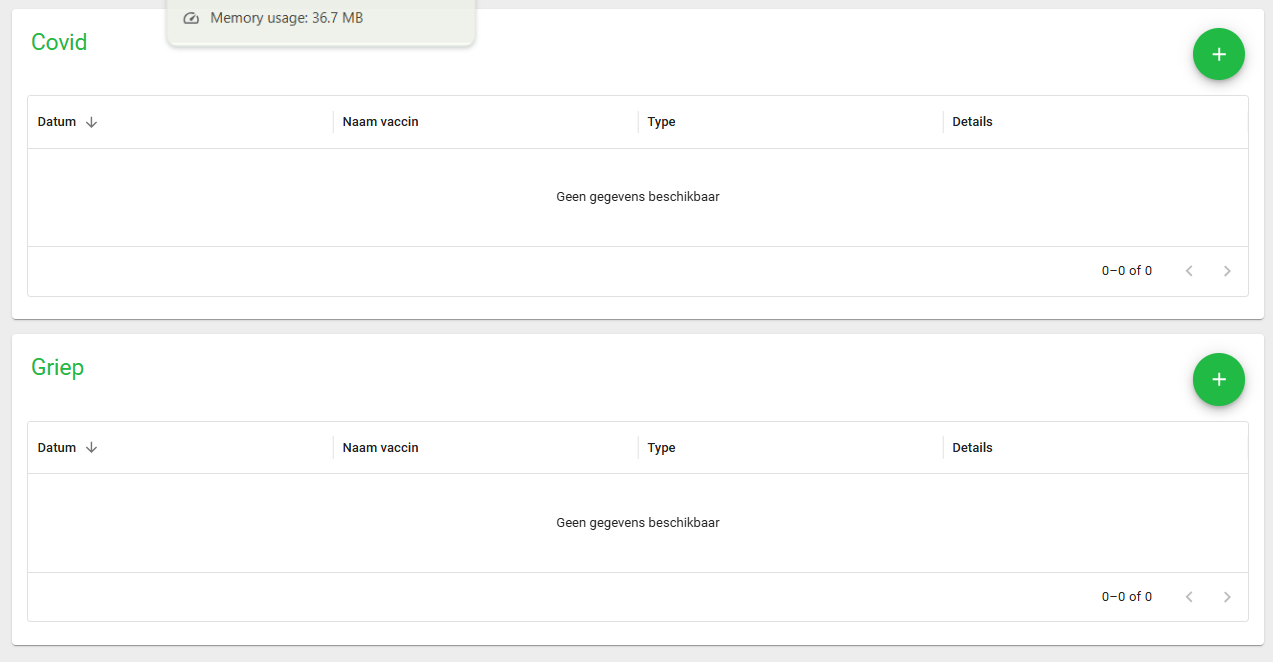 Memory usage: 36.7 MB
Covid
Datum Naam vaccin Type Details
Geen gegevens beschikbaar
0–0 of 0
Griep
Datum Naam vaccin Type Details
Geen gegevens beschikbaar
0–0 of 0